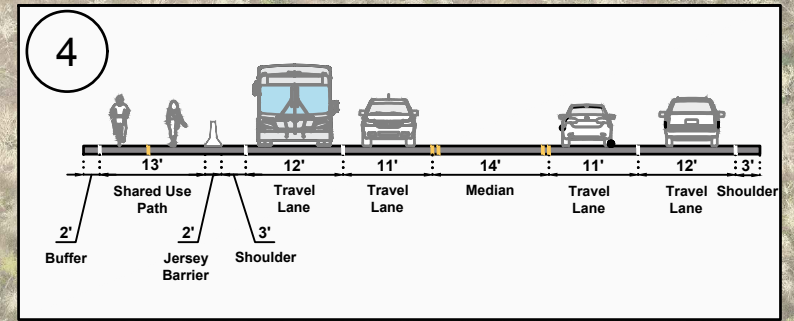 4
13' 12' 11' 14' 11' 12' 3'
Shared Use Path
Travel Lane
Travel Lane
Median
Travel Lane
Travel Lane
Shoulder
2'
Buffer
2'
Jersey Barrier
3'
Shoulder